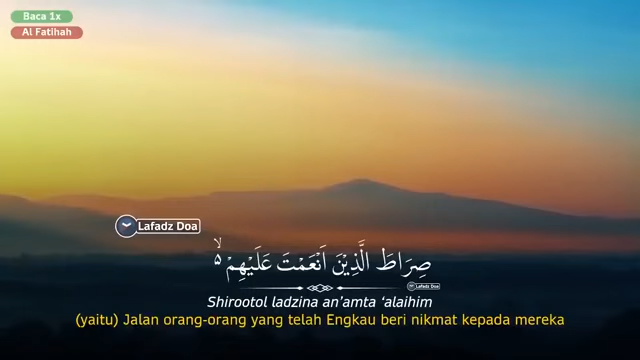 Baca 1x
Al Fatihah
Lafadz Doa
صِرَاطَ الَّذِيْنَ اَنْعَمْتَ عَلَيْهِمْ ۙ ۵
Lafadz Doa
Shirootol ladzina an’amta ‘alaihim
(yaitu) Jalan orang-orang yang telah Engkau beri nikmat kepada mereka